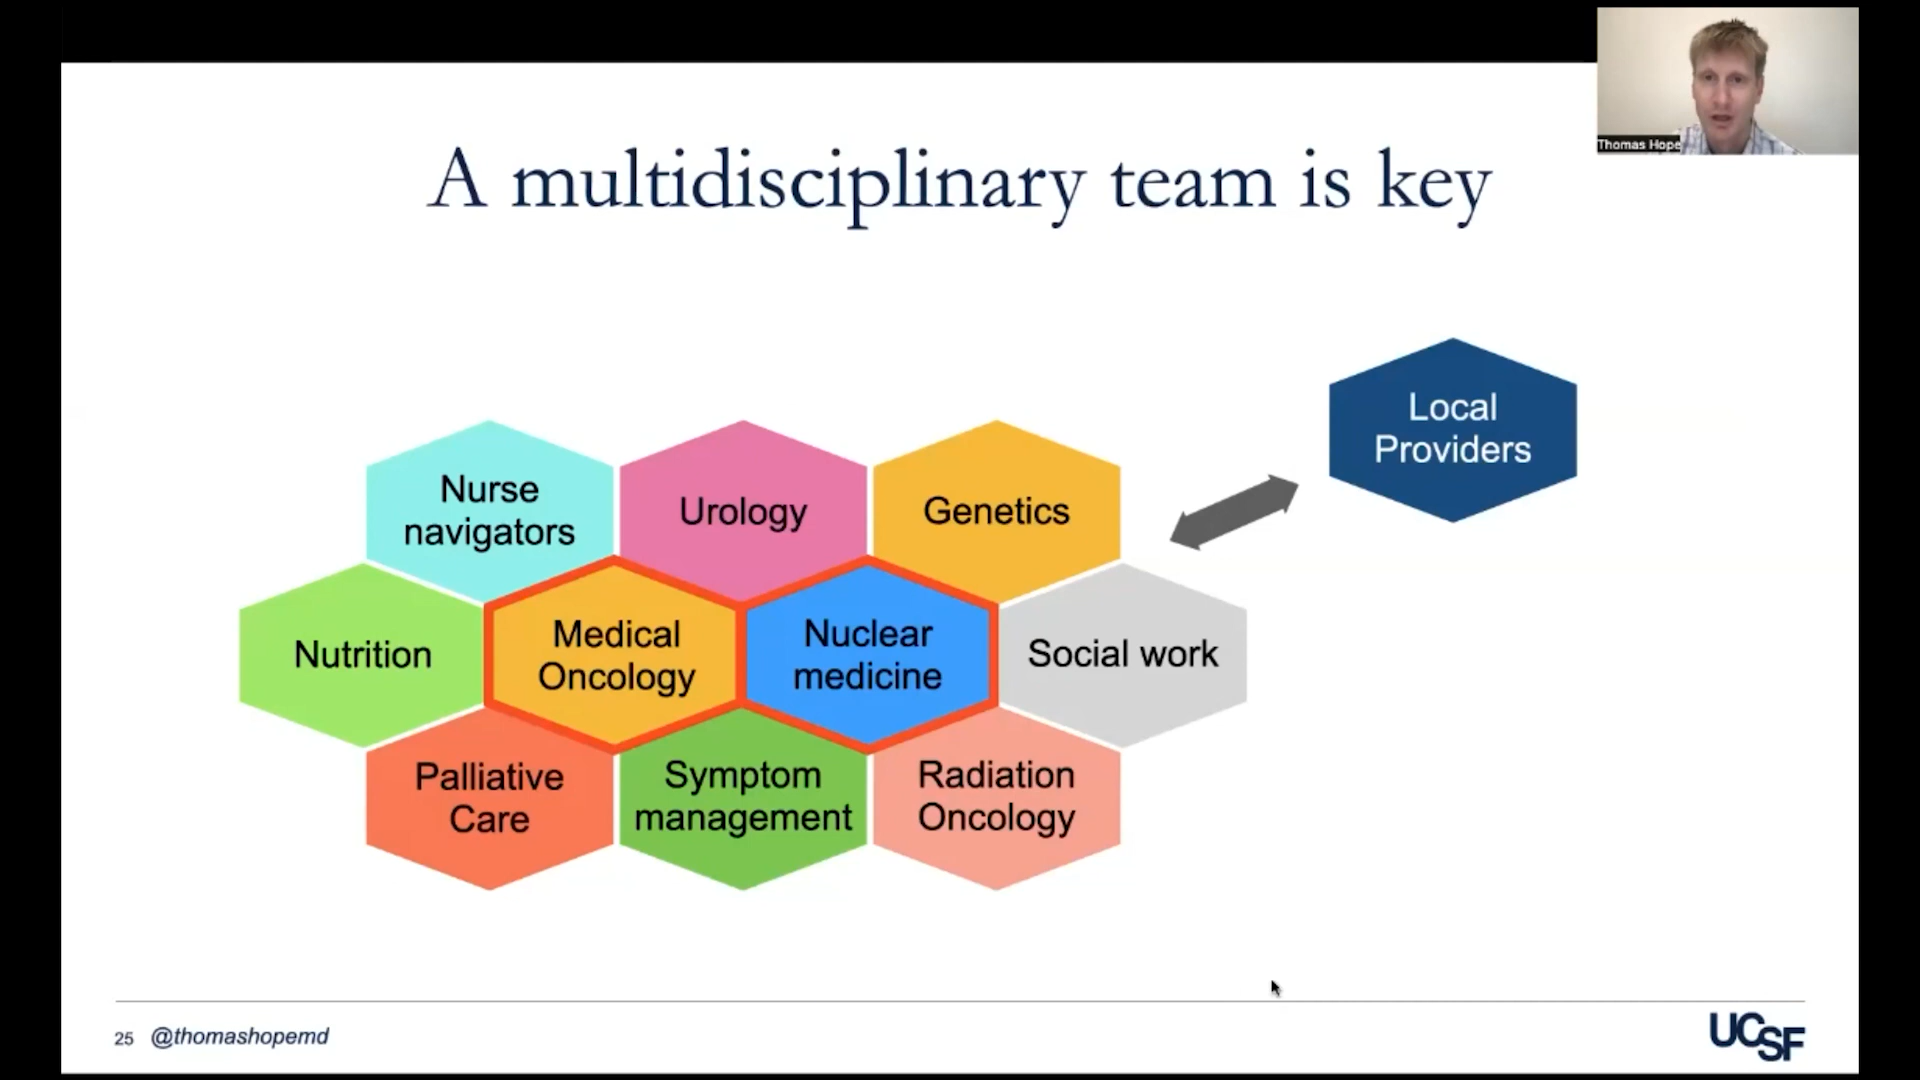 Thomas Hope
A multidisciplinary team is key
Local
Providers
Nurse
navigators
Urology
Genetics
Nutrition
Medical
Oncology
Nuclear
medicine
Social work
Palliative
Care
Symptom
management
Radiation
Oncology
25 @thomashopemd
UCSF